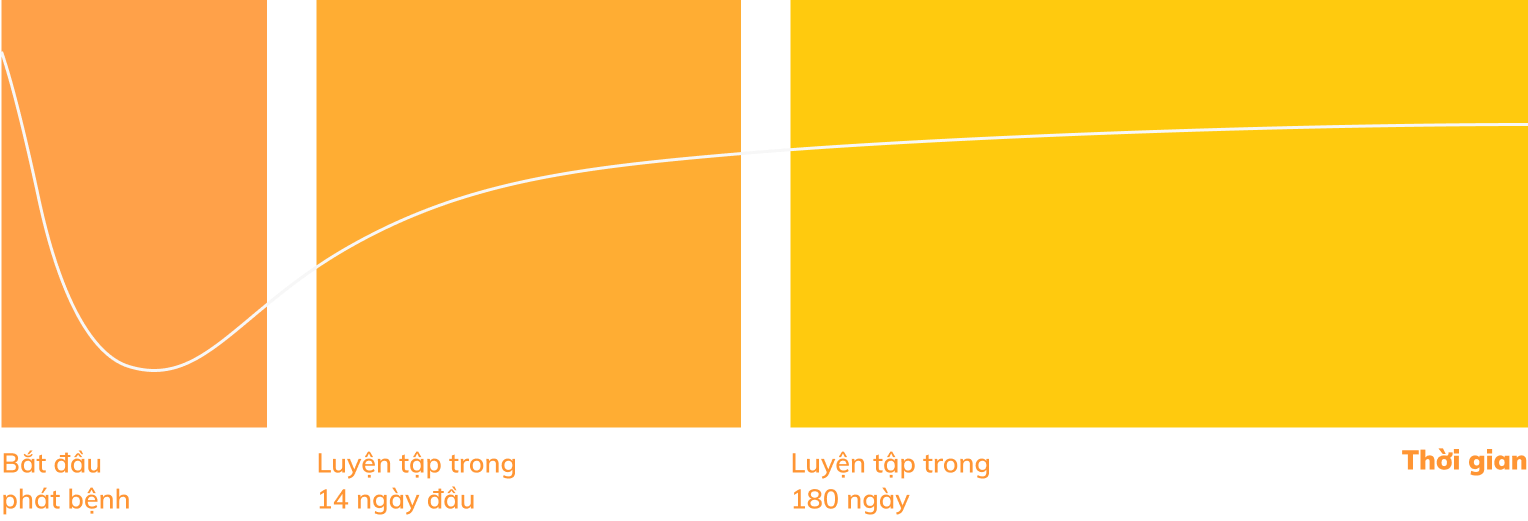 Bắt đầu
phát bệnh
Luyện tập trong
14 ngày đầu
Luyện tập trong
180 ngày
Thời gian